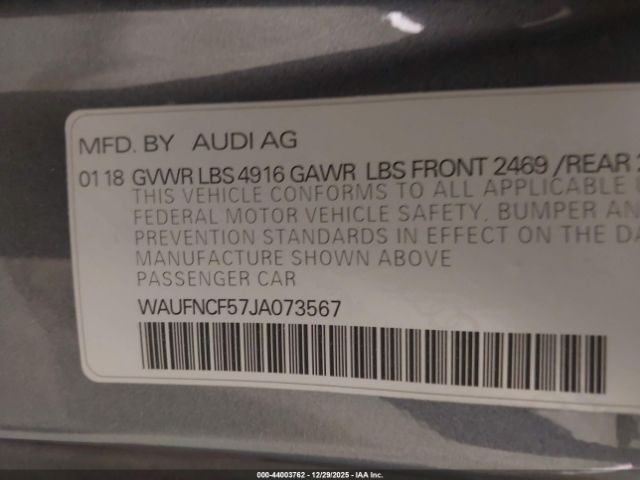 MFD. BY AUDI AG
01 18 GVWR LBS 4916 GAWR LBS FRONT 2469 /REAR
THIS VEHICLE CONFORMS TO ALL APPLICABLE
FEDERAL MOTOR VEHICLE SAFETY, BUMPER AN
PREVENTION STANDARDS IN EFFECT ON THE DA
MANUFACTURE SHOWN ABOVE
PASSENGER CAR
WAUFNCF57JA073567
000-44003762 - 12/29/2025 - IAA Inc.